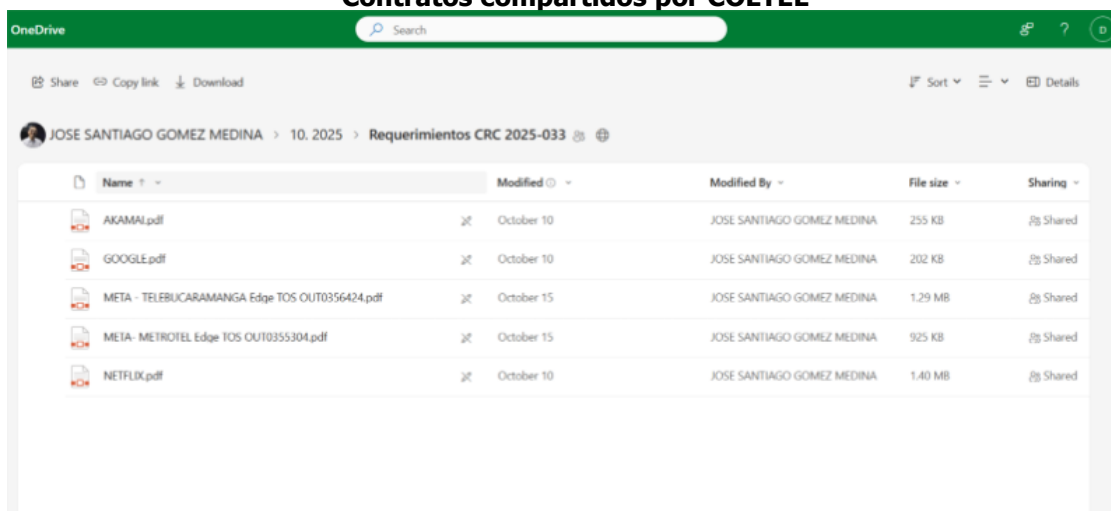 Contratos compartidos por COLTEL
OneDrive Search ? D
Share Copy link Download Sort Details
JOSE SANTIAGO GOMEZ MEDINA > 10. 2025 > Requerimientos CRC 2025-033
Name Modified Modified By File size Sharing
AKAMAI.pdf October 10 JOSE SANTIAGO GOMEZ MEDINA 255 KB Shared
GOOGLE.pdf October 10 JOSE SANTIAGO GOMEZ MEDINA 202 KB Shared
META - TELEBUCARAMANGA Edge TOS OUT0356424.pdf October 15 JOSE SANTIAGO GOMEZ MEDINA 1.29 MB Shared
META- METROTEL Edge TOS OUT0355304.pdf October 15 JOSE SANTIAGO GOMEZ MEDINA 925 KB Shared
NETFLIX.pdf October 10 JOSE SANTIAGO GOMEZ MEDINA 1.40 MB Shared